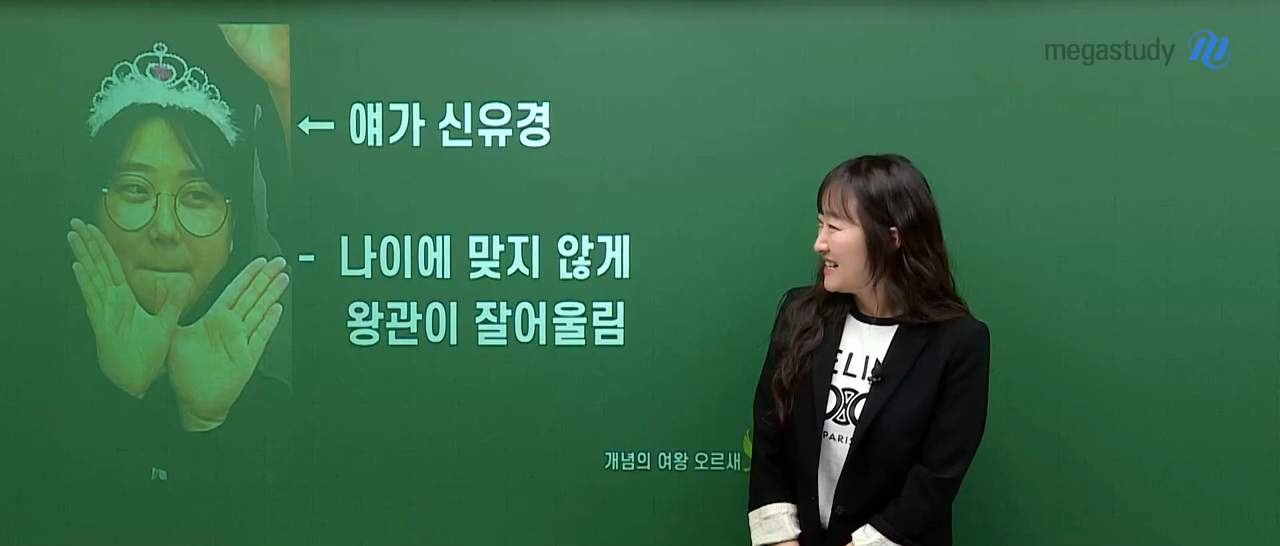 megastudy
← 얘가 신유경
- 나이에 맞지 않게
왕관이 잘어울림
개념의 여왕 오르새
PARIS